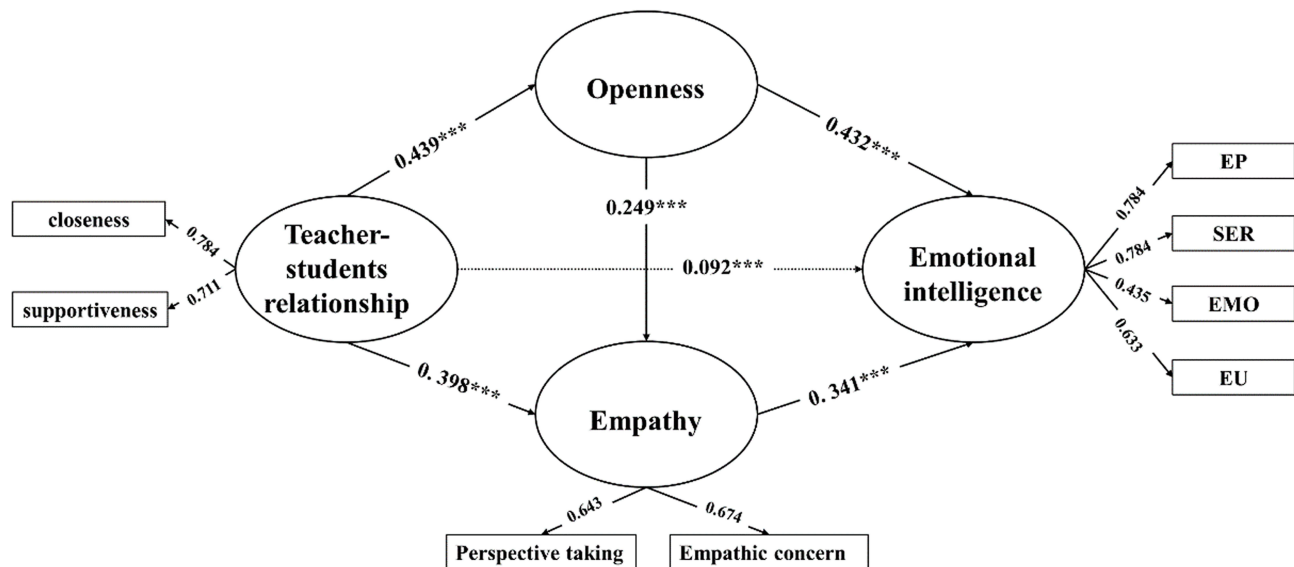 Openness
0.439***
0.432***
EP
0.784
0.249***
closeness
0.784
Teacher-
students
relationship
0.092***
Emotional
intelligence
SER
0.784
supportiveness
0.711
EMO
0.435
0.633
EU
0. 398***
0. 341***
Empathy
0.643
0.674
Perspective taking
Empathic concern